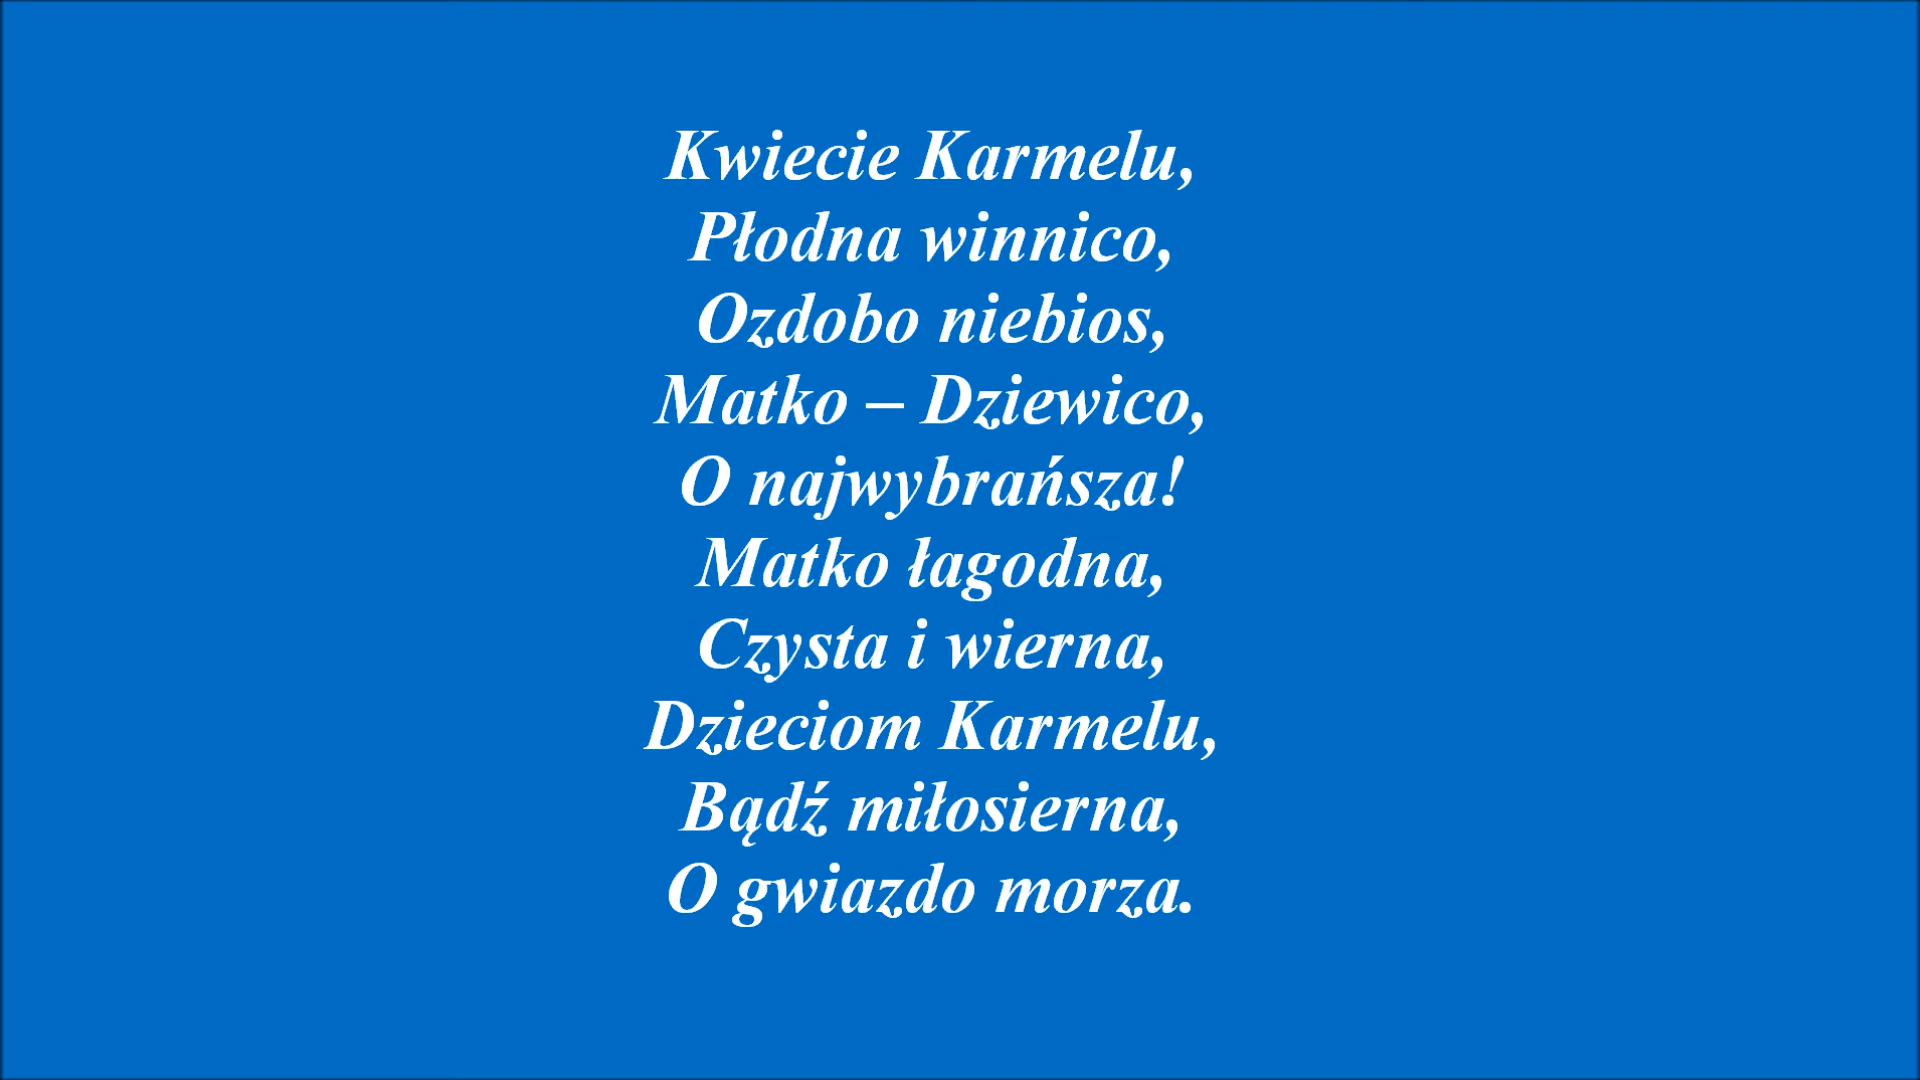 Kwiecie Karmelu,
Płodna winnico,
Ozdobo niebios,
Matko – Dziewico,
O najwybrańsza!
Matko łagodna,
Czysta i wierna,
Dzieciom Karmelu,
Bądź miłosierna,
O gwiazdo morza.